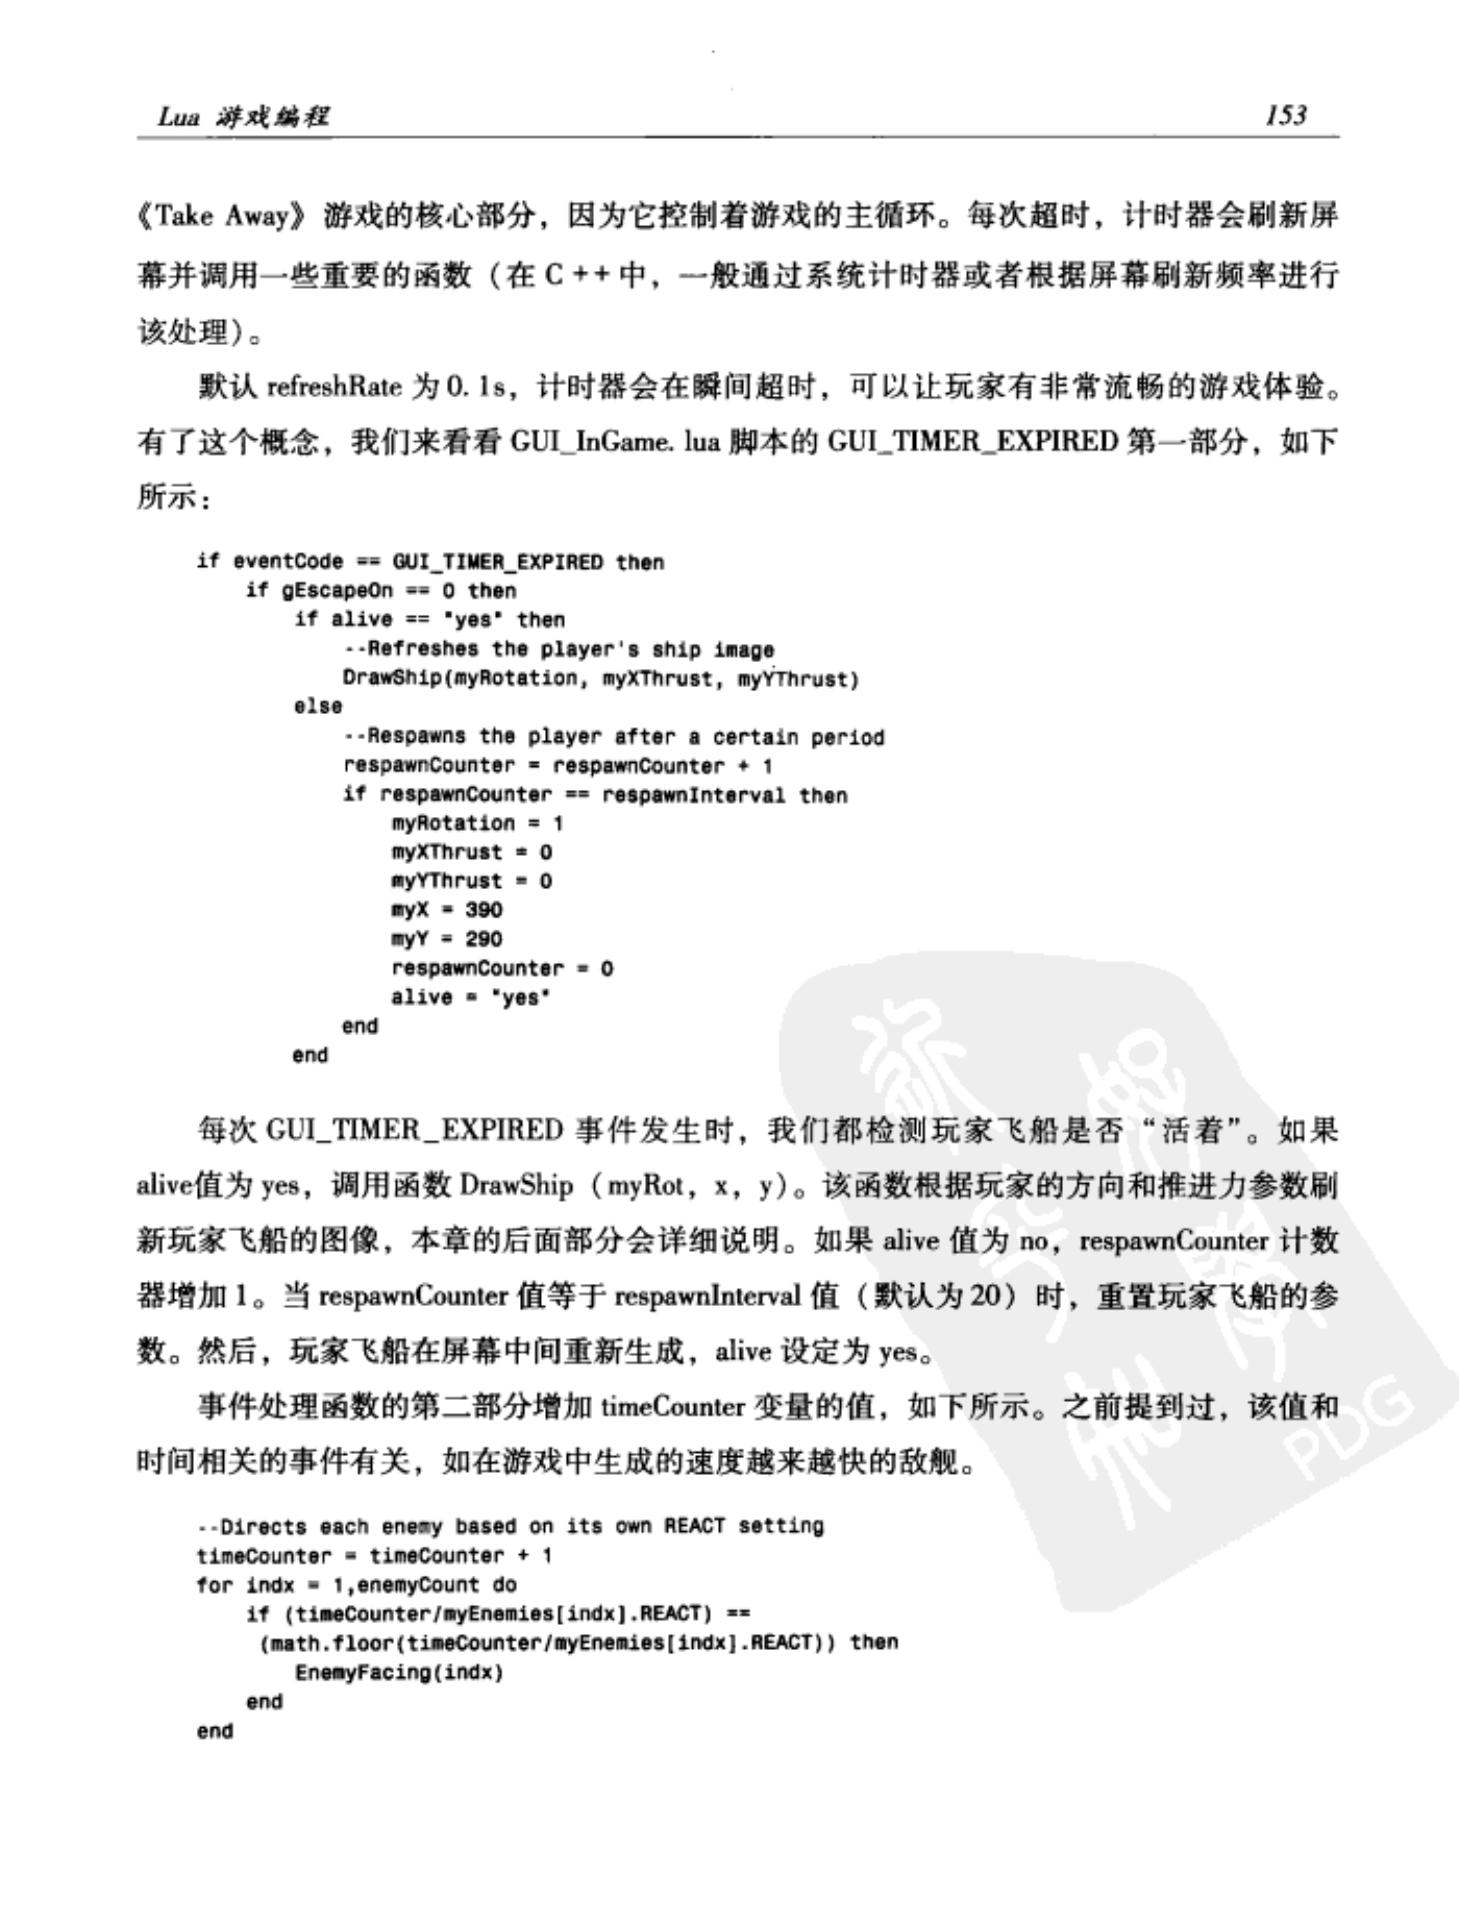 Lua 游戏编程 153
《Take Away》 游戏的核心部分，因为它控制着游戏的主循环。每次超时，计时器会刷新屏
幕并调用一些重要的函数（在 C ++ 中，一般通过系统计时器或者根据屏幕刷新频率进行
该处理）。
默认 refreshRate 为 0. 1s，计时器会在瞬间超时，可以让玩家有非常流畅的游戏体验。
有了这个概念，我们来看看 GUI_InGame. lua 脚本的 GUI_TIMER_EXPIRED 第一部分，如下
所示：
if eventCode == GUI_TIMER_EXPIRED then
    if gEscapeOn == 0 then
        if alive == "yes" then
            --Refreshes the player's ship image
            DrawShip(myRotation, myXThrust, myYThrust)
        else
            --Respawns the player after a certain period
            respawnCounter = respawnCounter + 1
            if respawnCounter == respawnInterval then
                myRotation = 1
                myXThrust = 0
                myYThrust = 0
                myX = 390
                myY = 290
                respawnCounter = 0
                alive = "yes"
            end
        end
每次 GUI_TIMER_EXPIRED 事件发生时，我们都检测玩家飞船是否“活着”。如果
alive值为 yes，调用函数 DrawShip （myRot，x，y）。该函数根据玩家的方向和推进力参数刷
新玩家飞船的图像，本章的后面部分会详细说明。如果 alive 值为 no，respawnCounter 计数
器增加 1。当 respawnCounter 值等于 respawnInterval 值（默认为 20）时，重置玩家飞船的参
数。然后，玩家飞船在屏幕中间重新生成，alive 设定为 yes。
事件处理函数的第二部分增加 timeCounter 变量的值，如下所示。之前提到过，该值和
时间相关的事件有关，如在游戏中生成的速度越来越快的敌舰。
PDG
--Directs each enemy based on its own REACT setting
timeCounter = timeCounter + 1
for indx = 1,enemyCount do
    if (timeCounter/myEnemies[indx].REACT) ==
     (math.floor(timeCounter/myEnemies[indx].REACT)) then
        EnemyFacing(indx)
    end
end